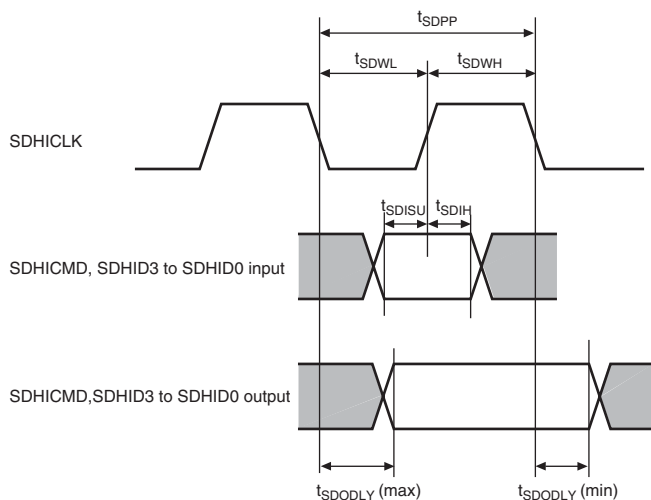 tSDPP
tSDWL tSDWH
SDHICLK
tSDISU tSDIH
SDHICMD, SDHID3 to SDHID0 input
SDHICMD,SDHID3 to SDHID0 output
tSDODLY (max) tSDODLY (min)